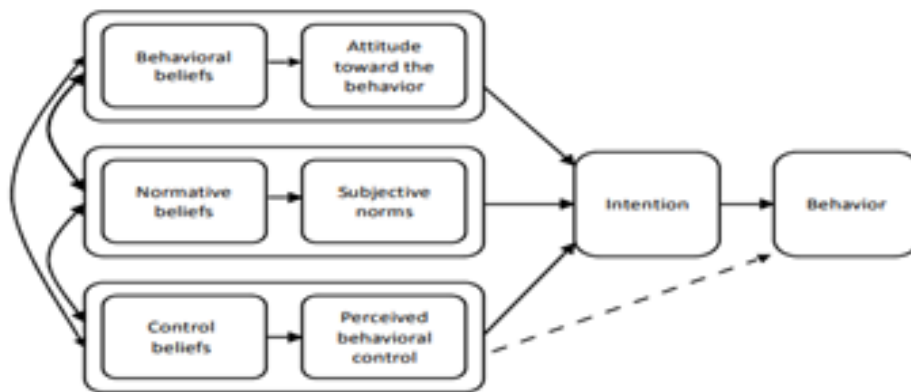 Behavioral
beliefs
Attitude
toward the
behavior
Normative
beliefs
Subjective
norms
Intention
Behavior
Control
beliefs
Perceived
behavioral
control